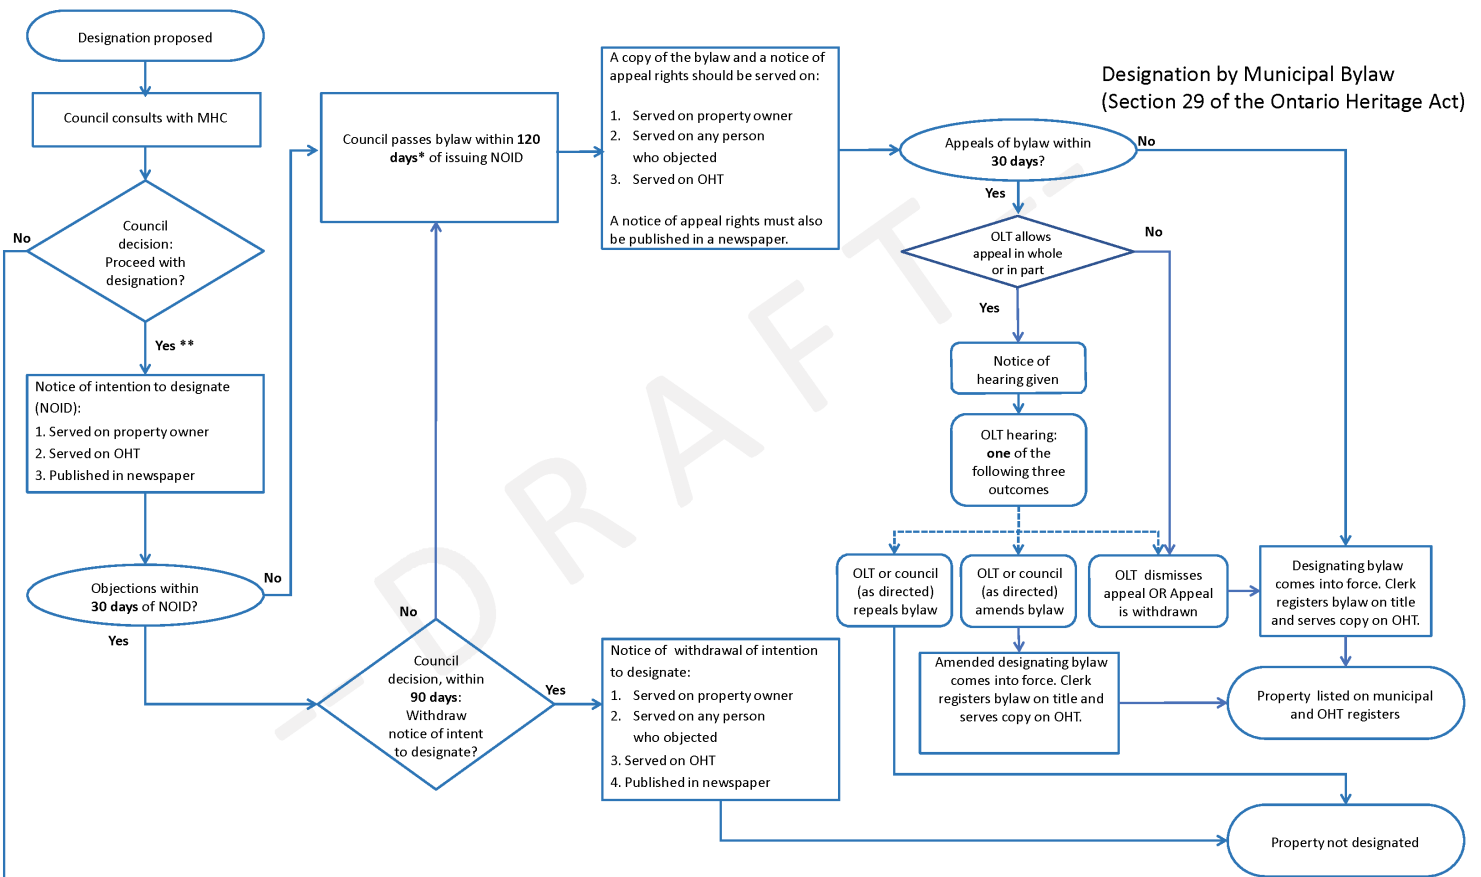 Designation by Municipal Bylaw
(Section 29 of the Ontario Heritage Act)
Designation proposed
Council consults with MHC
Council
decision:
Proceed with
designation?
No
Yes **
Notice of intention to designate
(NOID):
1. Served on property owner
2. Served on OHT
3. Published in newspaper
Objections within
30 days of NOID?
No
Yes
Council passes bylaw within 120
days* of issuing NOID
No
Council
decision, within
90 days:
Withdraw
notice of intent
to designate?
Yes
A copy of the bylaw and a notice of
appeal rights should be served on:
1. Served on property owner
2. Served on any person
who objected
3. Served on OHT
A notice of appeal rights must also
be published in a newspaper.
Notice of withdrawal of intention
to designate:
1. Served on property owner
2. Served on any person
who objected
3. Served on OHT
4. Published in newspaper
Appeals of bylaw within
30 days?
No
Yes
OLT allows
appeal in whole
or in part
No
Yes
Notice of
hearing given
OLT hearing:
one of the
following three
outcomes
OLT or council
(as directed)
repeals bylaw
OLT or council
(as directed)
amends bylaw
OLT dismisses
appeal OR Appeal
is withdrawn
Designating bylaw
comes into force. Clerk
registers bylaw on title
and serves copy on OHT.
Amended designating bylaw
comes into force. Clerk
registers bylaw on title and
serves copy on OHT.
Property listed on municipal
and OHT registers
Property not designated
– DRAFT --